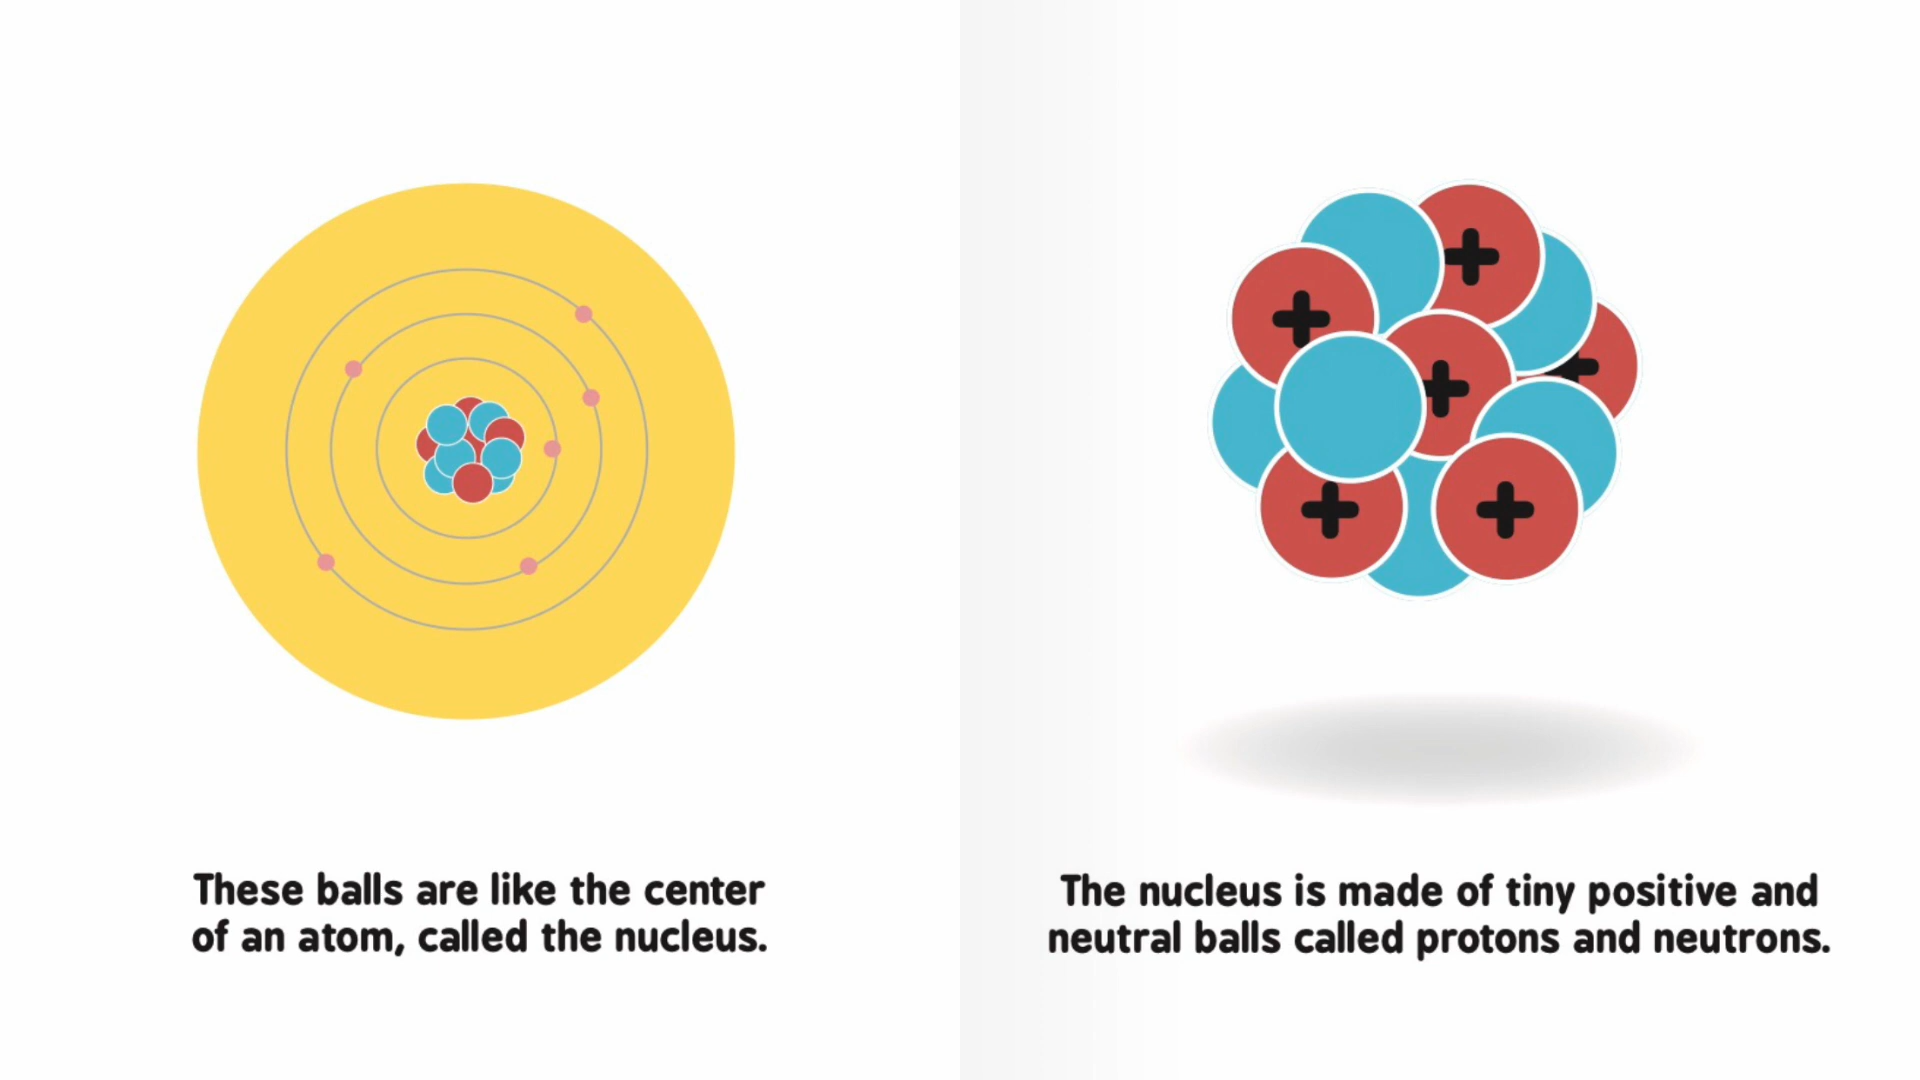 These balls are like the center
of an atom, called the nucleus.
The nucleus is made of tiny positive and
neutral balls called protons and neutrons.